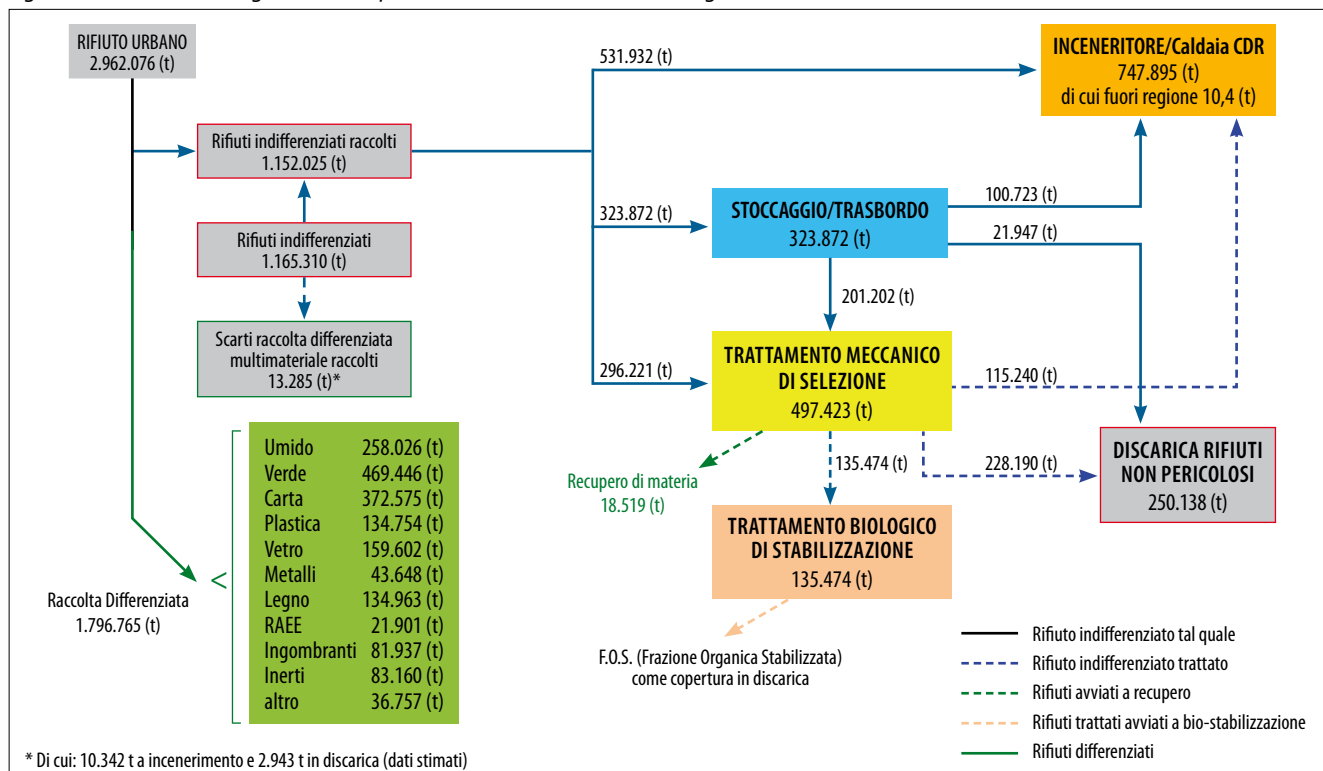 RIFIUTO URBANO
2.962.076 (t)
Rifiuti indifferenziati raccolti
1.152.025 (t)
Rifiuti indifferenziati
1.165.310 (t)
Scarti raccolta differenziata
multimateriale raccolti
13.285 (t)*
531.932 (t)
323.872 (t)
296.221 (t)
INCENERITORE/Caldaia CDR
747.895 (t)
di cui fuori regione 10,4 (t)
STOCCAGGIO/TRASBORDO
323.872 (t)
100.723 (t)
21.947 (t)
201.202 (t)
TRATTAMENTO MECCANICO
DI SELEZIONE
497.423 (t)
115.240 (t)
228.190 (t)
135.474 (t)
Recupero di materia
18.519 (t)
DISCARICA RIFIUTI
NON PERICOLOSI
250.138 (t)
TRATTAMENTO BIOLOGICO
DI STABILIZZAZIONE
135.474 (t)
F.O.S. (Frazione Organica Stabilizzata)
come copertura in discarica
Raccolta Differenziata
1.796.765 (t)
Umido 258.026 (t)
Verde 469.446 (t)
Carta 372.575 (t)
Plastica 134.754 (t)
Vetro 159.602 (t)
Metalli 43.648 (t)
Legno 134.963 (t)
RAEE 21.901 (t)
Ingombranti 81.937 (t)
Inerti 83.160 (t)
altro 36.757 (t)
Rifiuto indifferenziato tal quale
Rifiuto indifferenziato trattato
Rifiuti avviati a recupero
Rifiuti trattati avviati a bio-stabilizzazione
Rifiuti differenziati
* Di cui: 10.342 t a incenerimento e 2.943 t in discarica (dati stimati)